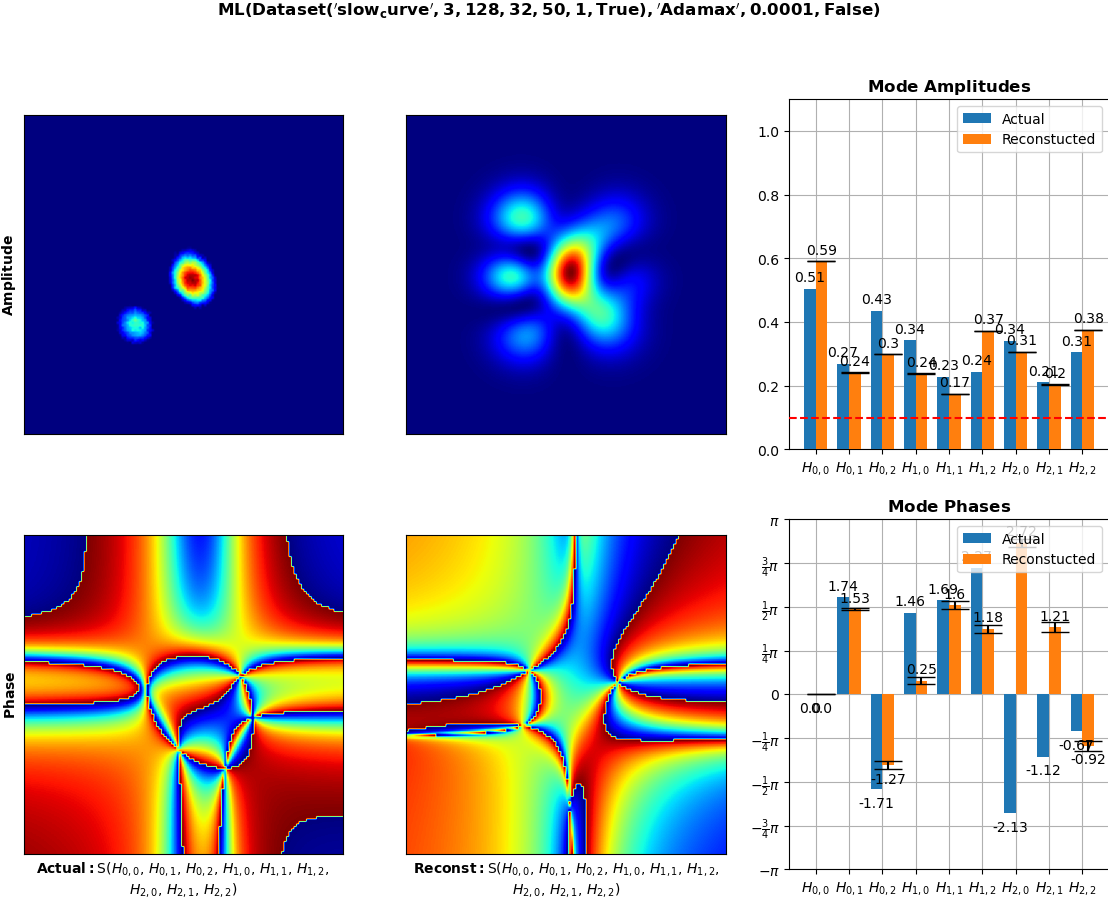 ML(Dataset('slow_curve', 3, 128, 32, 50, 1, True), 'Adamax', 0.0001, False)
Amplitude
Mode Amplitudes
Actual
Reconstucted
1.0
0.8
0.6
0.4
0.2
0.0
0.51
0.59
0.27
0.24
0.43
0.3
0.34
0.24
0.23
0.17
0.24
0.37
0.34
0.31
0.21
0.2
0.31
0.38
H0,0 H0,1 H0,2 H1,0 H1,1 H1,2 H2,0 H2,1 H2,2
Phase
Actual: S(H0,0, H0,1, H0,2, H1,0, H1,1, H1,2,
H2,0, H2,1, H2,2)
Reconst: S(H0,0, H0,1, H0,2, H1,0, H1,1, H1,2,
H2,0, H2,1, H2,2)
Mode Phases
Actual
Reconstucted
π
3/4π
1/2π
1/4π
0
−1/4π
−1/2π
−3/4π
−π
0.0
0.0
1.74
1.53
-1.71
-1.27
1.46
0.25
1.69
1.6
1.18
-2.13
2.72
-1.12
1.21
-0.67
-0.92
H0,0 H0,1 H0,2 H1,0 H1,1 H1,2 H2,0 H2,1 H2,2